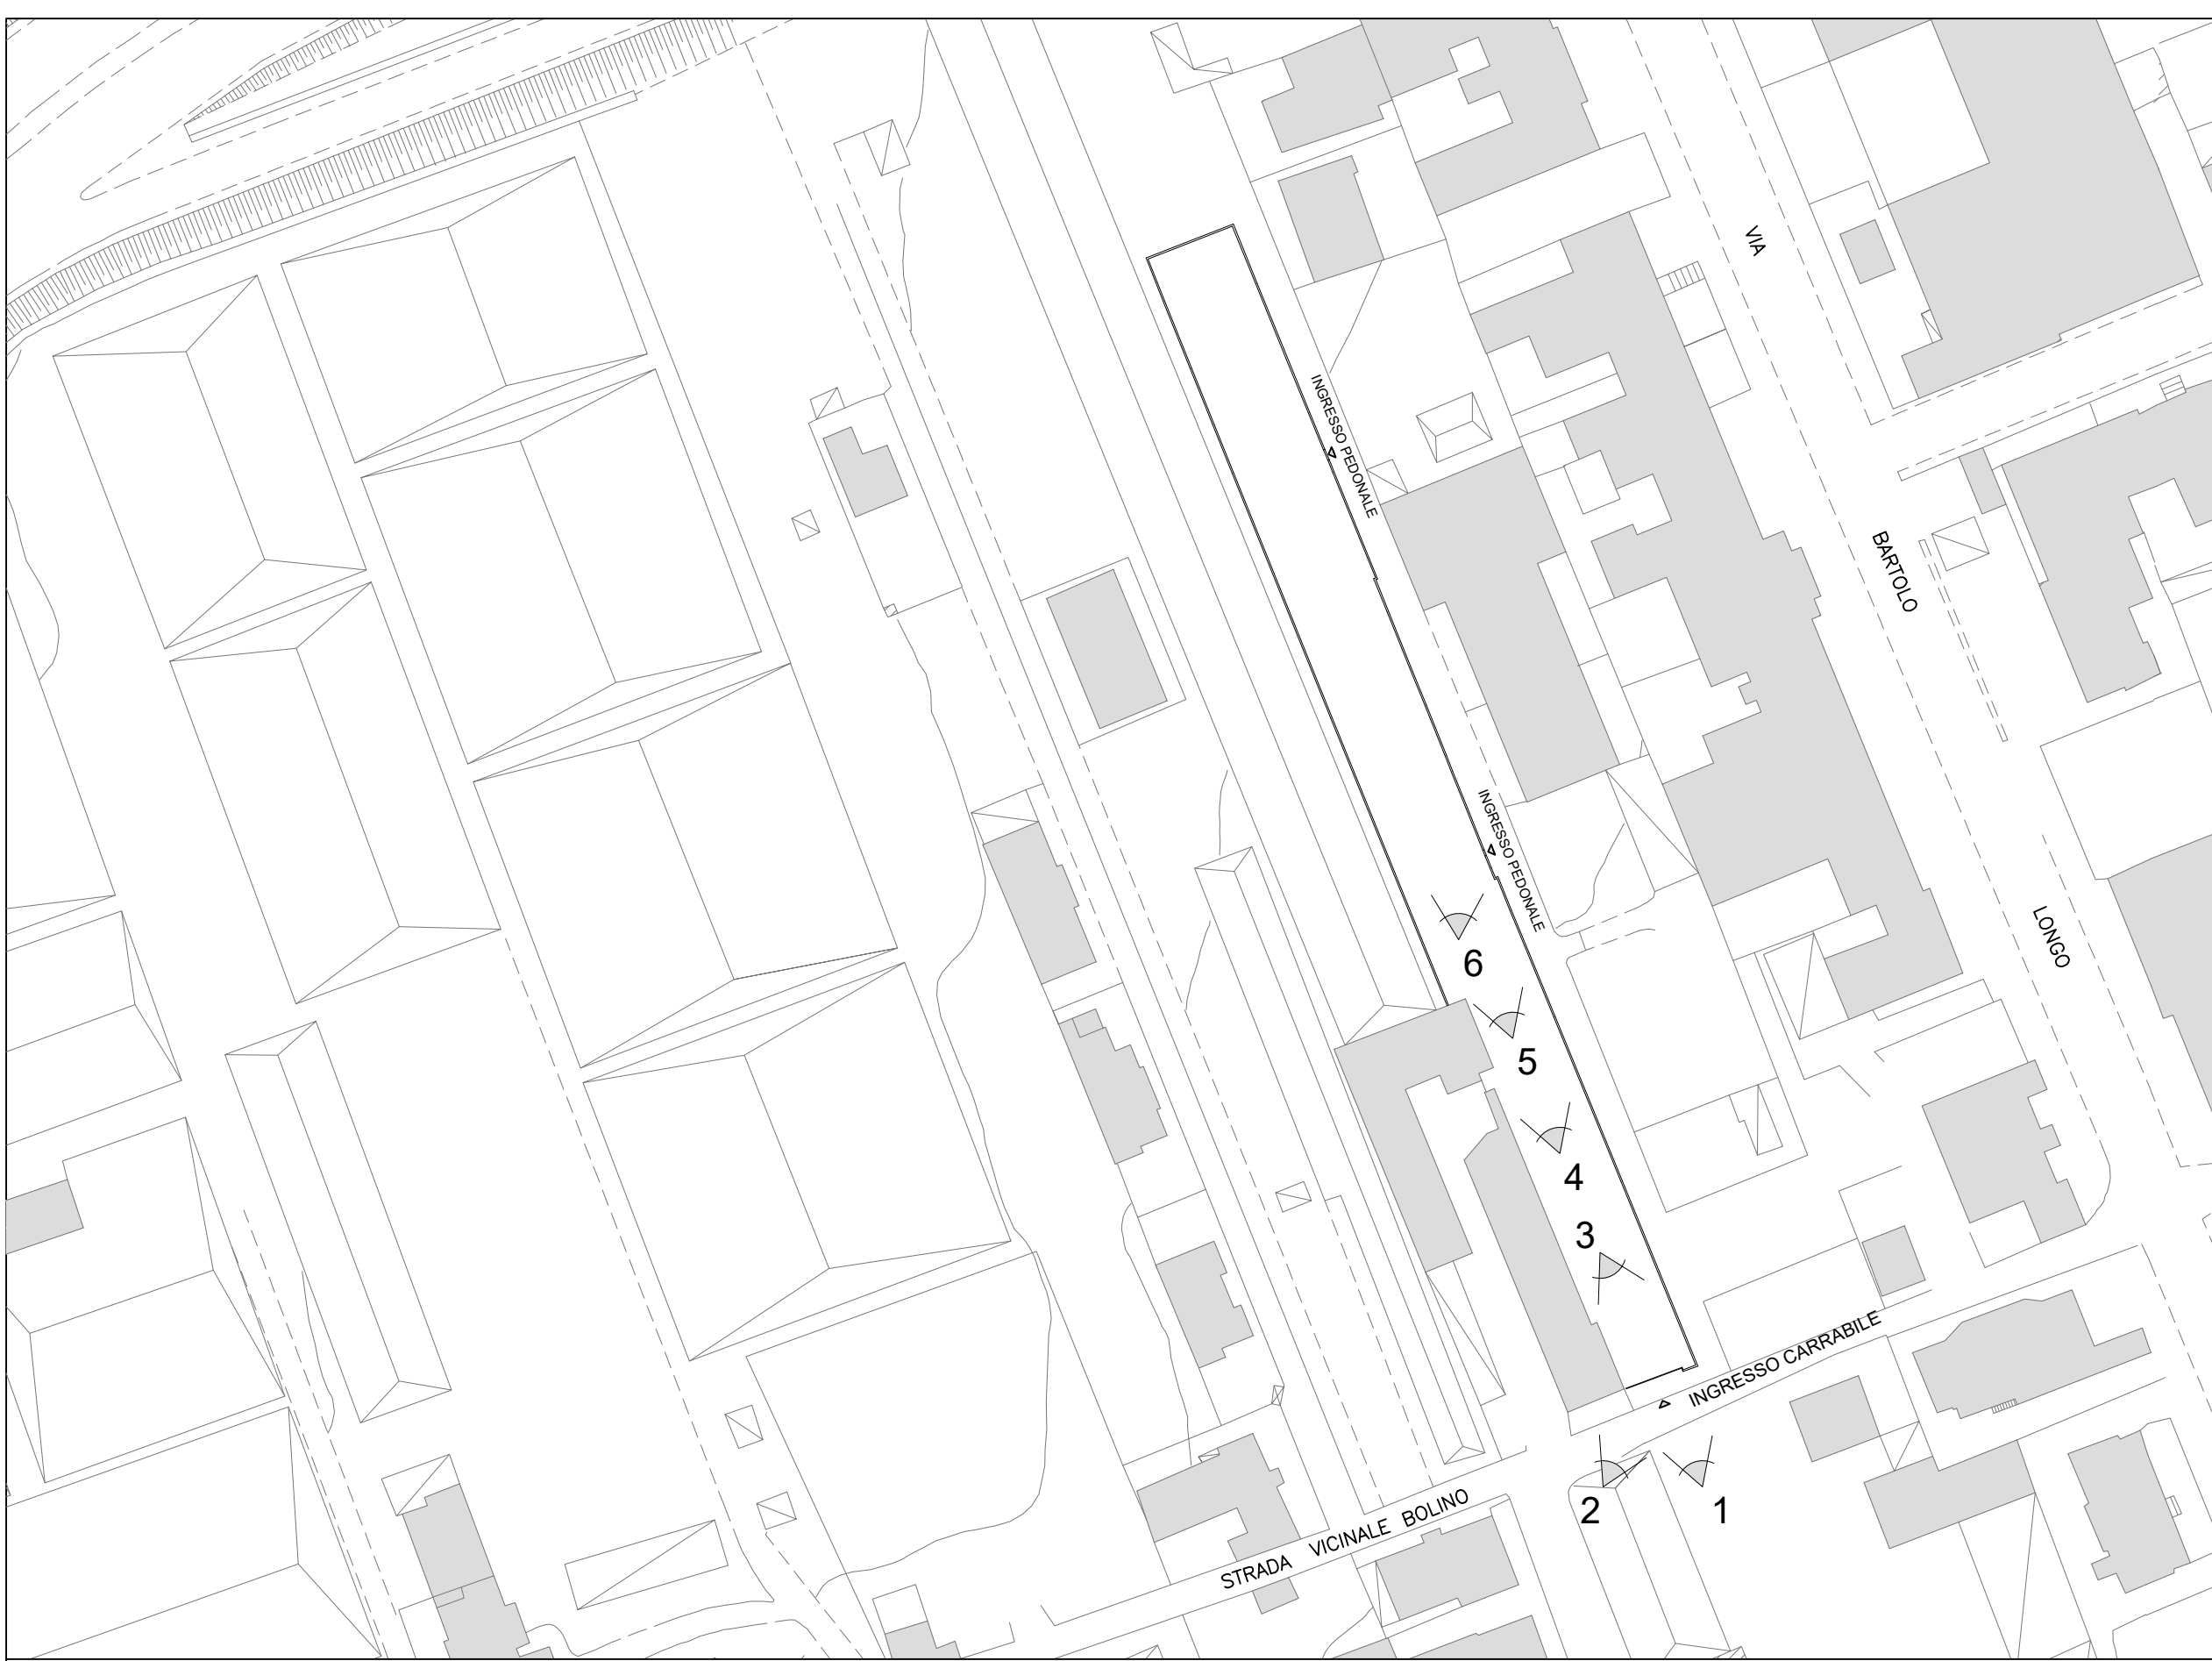 VIA
INGRESSO PEDONALE
BARTOLO
INGRESSO PEDONALE
LONGO
6
5
4
3
INGRESSO CARRABILE
STRADA VICINALE BOLINO
2
1